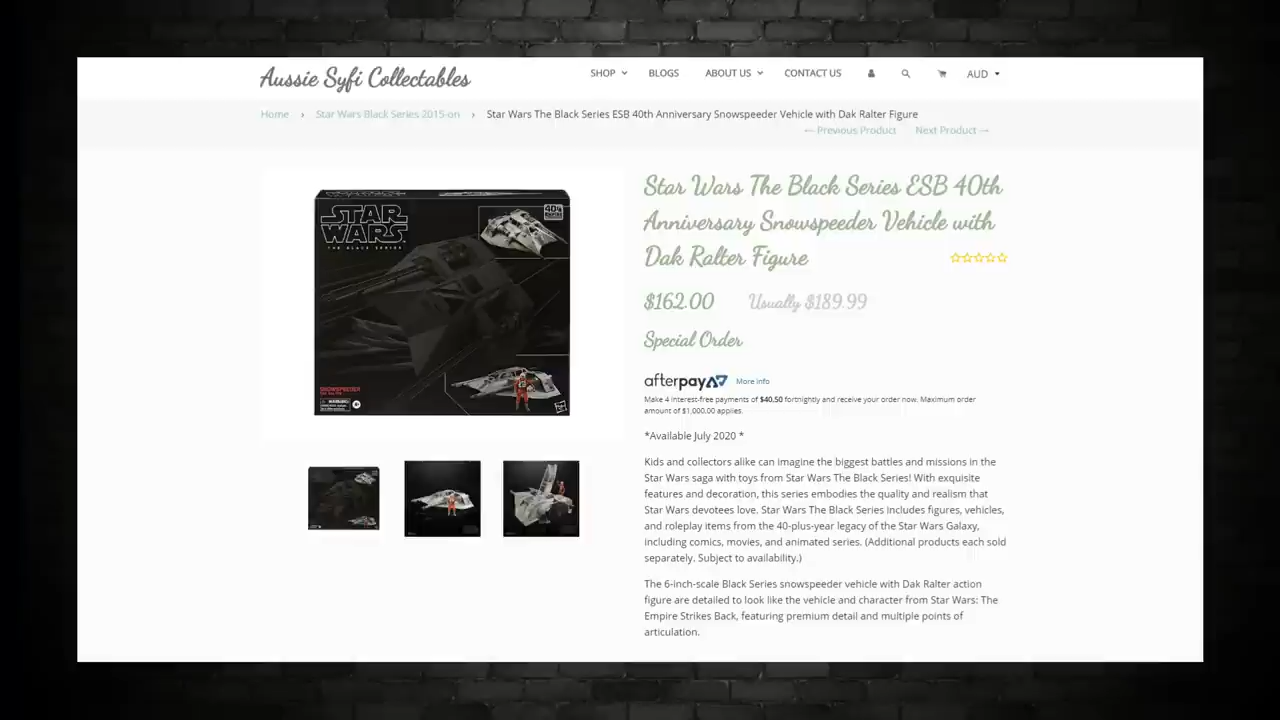 Aussie Syfi Collectables
SHOP
BLOGS
ABOUT US
CONTACT US
AUD
Home › Star Wars Black Series 2015-on › Star Wars The Black Series ESB 40th Anniversary Snowspeeder Vehicle with Dak Ralter Figure
← Previous Product
Next Product →
STAR
WARS
THE BLACK SERIES
SNOWSPEEDER
WARNING:
Star Wars The Black Series ESB 40th
Anniversary Snowspeeder Vehicle with
Dak Ralter Figure
$162.00 Usually $189.99
Special Order
afterpay More info
Make 4 interest-free payments of $40.50 fortnightly and receive your order now. Maximum order
amount of $1,000.00 applies.
*Available July 2020 *
Kids and collectors alike can imagine the biggest battles and missions in the
Star Wars saga with toys from Star Wars The Black Series! With exquisite
features and decoration, this series embodies the quality and realism that
Star Wars devotees love. Star Wars The Black Series includes figures, vehicles,
and roleplay items from the 40-plus-year legacy of the Star Wars Galaxy,
including comics, movies, and animated series. (Additional products each sold
separately. Subject to availability.)
The 6-inch-scale Black Series snowspeeder vehicle with Dak Ralter action
figure are detailed to look like the vehicle and character from Star Wars: The
Empire Strikes Back, featuring premium detail and multiple points of
articulation.